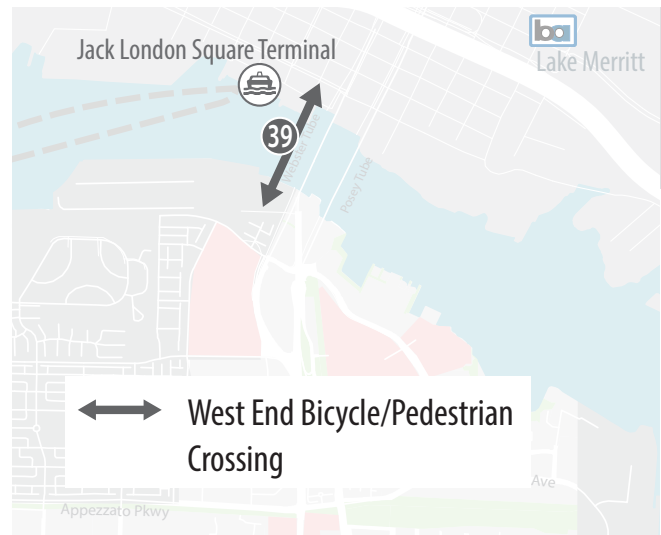 ba
Jack London Square Terminal
Lake Merritt
39
Webster Tube
Posey Tube
West End Bicycle/Pedestrian
Crossing
Ave
Appezzato Pkwy